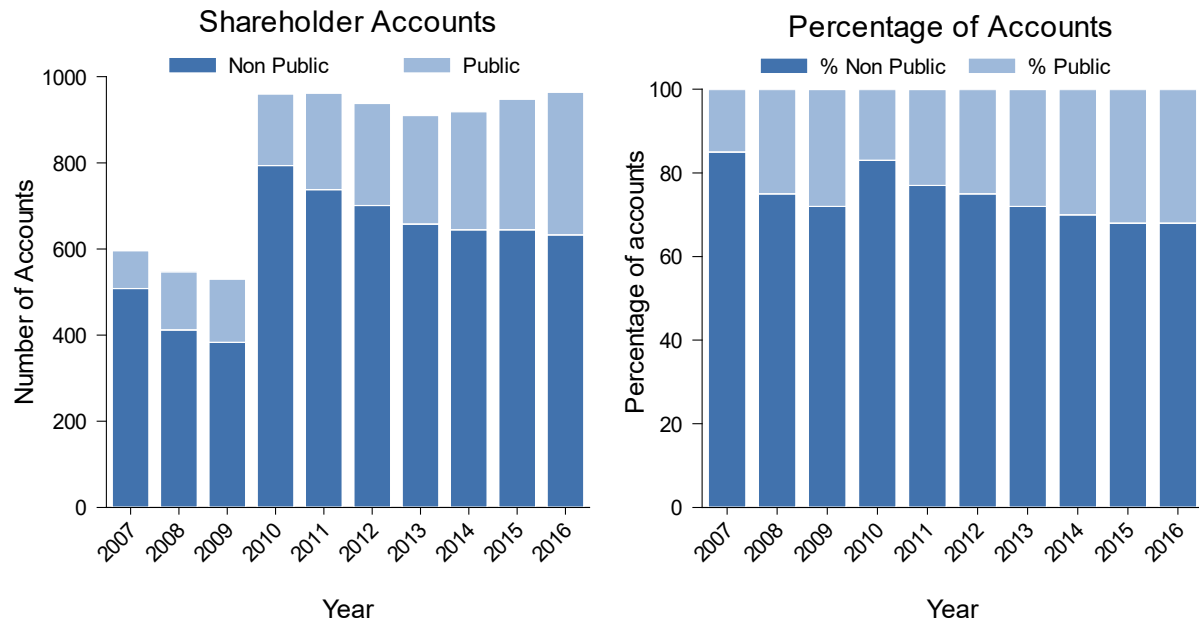 Shareholder Accounts
Non Public Public
Number of Accounts
1000
800
600
400
200
0
2007 2008 2009 2010 2011 2012 2013 2014 2015 2016
Year
Percentage of Accounts
% Non Public % Public
Percentage of accounts
100
80
60
40
20
0
2007 2008 2009 2010 2011 2012 2013 2014 2015 2016
Year